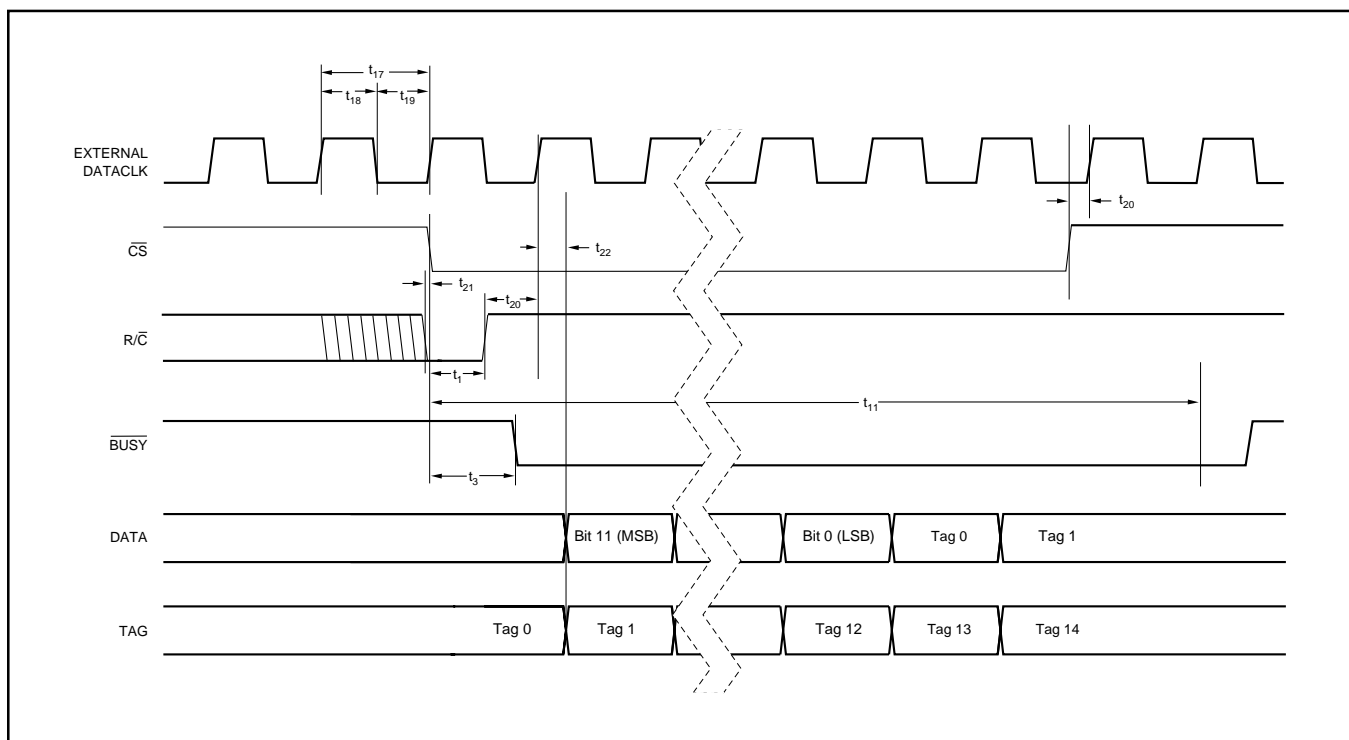 t17
t18
t19
EXTERNAL
DATACLK
t20
CS
t22
t21
t20
R/C
t1
t11
BUSY
t3
DATA
Bit 11 (MSB)
Bit 0 (LSB)
Tag 0
Tag 1
TAG
Tag 0
Tag 1
Tag 12
Tag 13
Tag 14